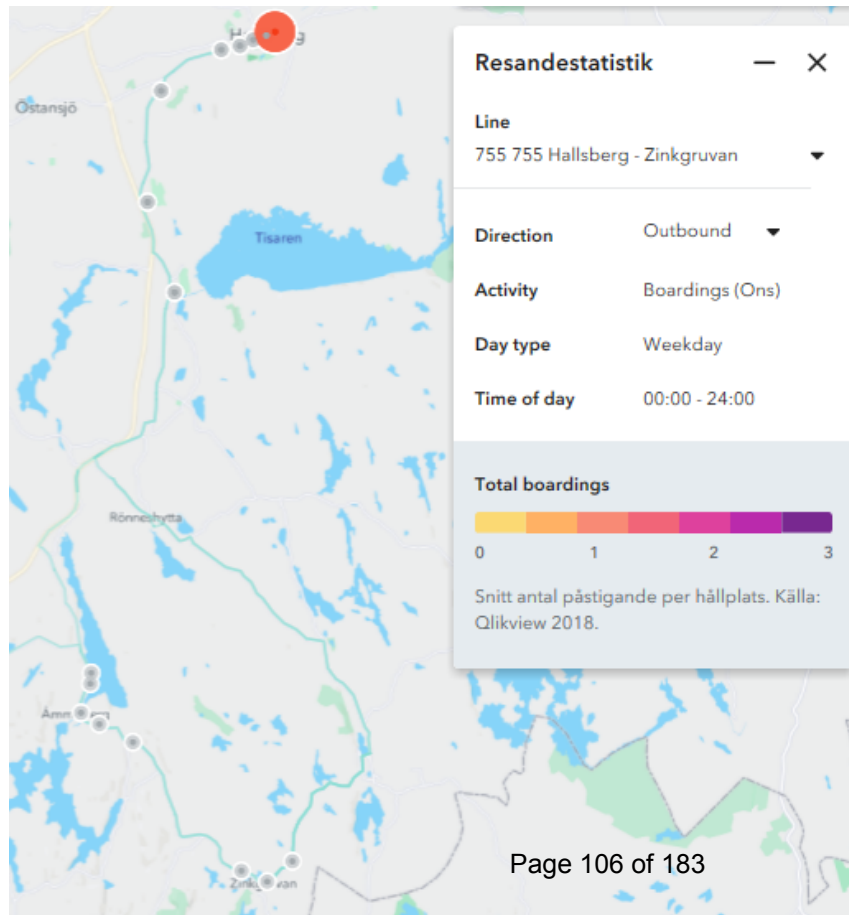 Östansjö
Tisaren
Rönneshytta
Resandestatistik
Line
755 755 Hallsberg - Zinkgruvan
Direction
Outbound
Activity
Boardings (Ons)
Day type
Weekday
Time of day
00:00 - 24:00
Total boardings
0 1 2 3
Snitt antal påstigande per hållplats. Källa:
Qlikview 2018.
Page 106 of 183